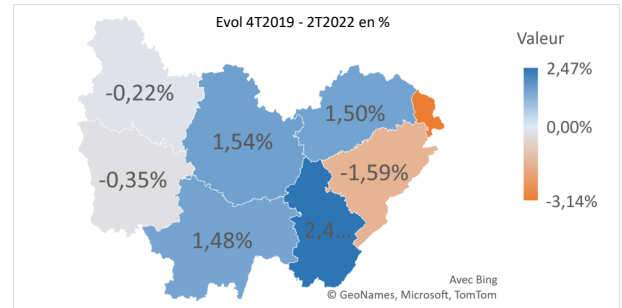 Evol 4T2019 - 2T2022 en %
Valeur
2,47%
0,00%
-3,14%
-0,22%
1,50%
1,54%
-0,35%
-1,59%
2,4...
1,48%
Avec Bing
© GeoNames, Microsoft, TomTom